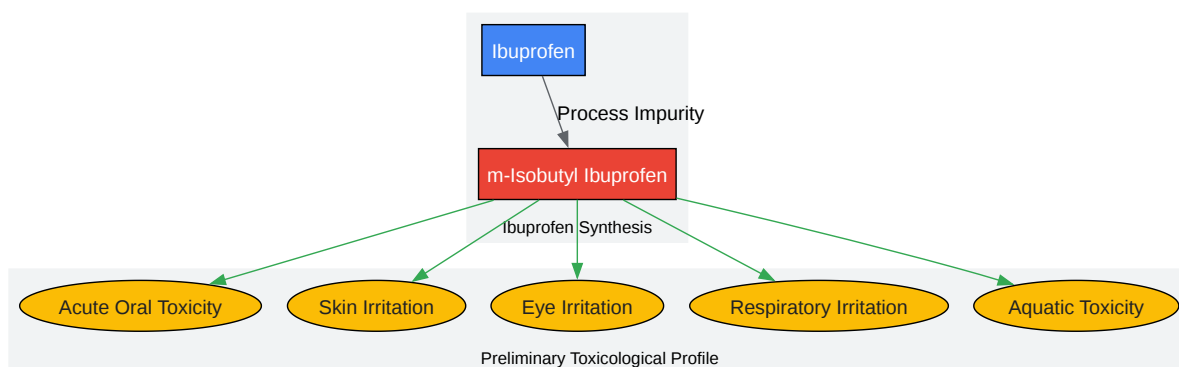 Ibuprofen
Process Impurity
m-Isobutyl Ibuprofen
Ibuprofen Synthesis
Acute Oral Toxicity
Skin Irritation
Eye Irritation
Respiratory Irritation
Aquatic Toxicity
Preliminary Toxicological Profile